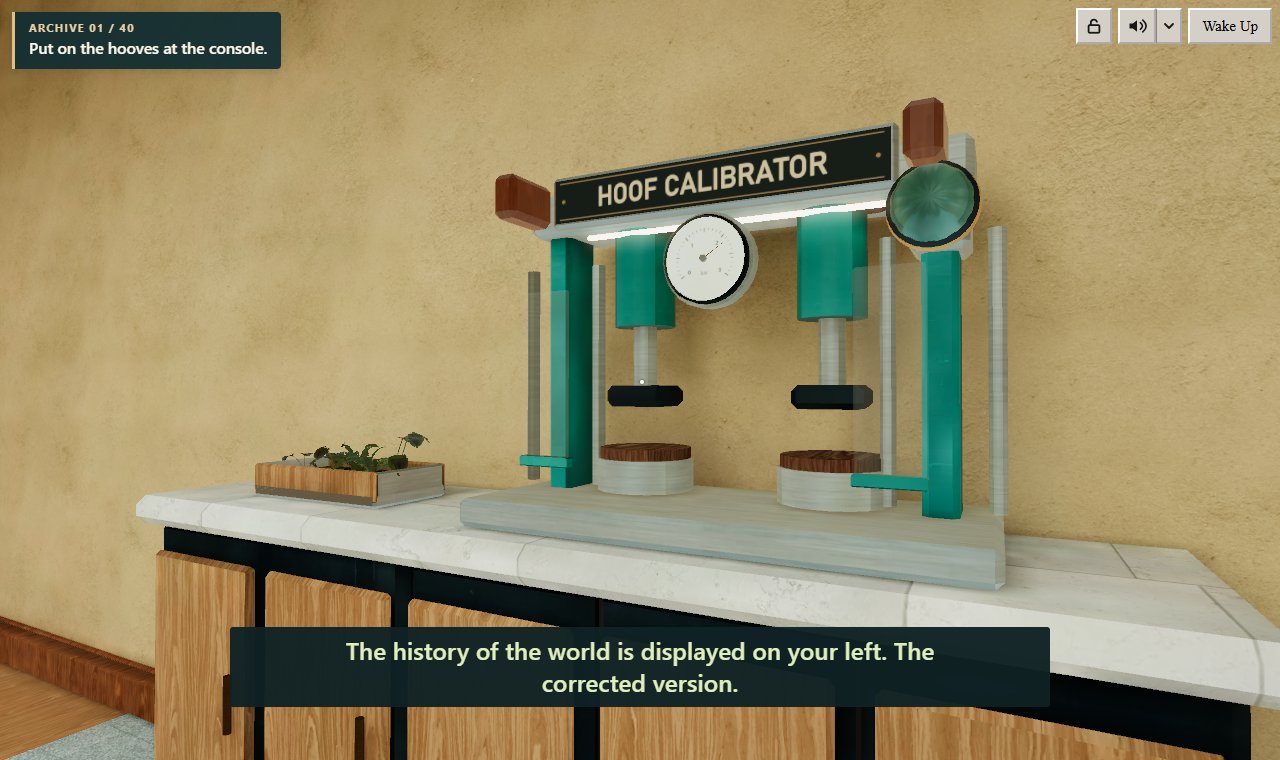 ARCHIVE 01 / 40
Put on the hooves at the console.
Wake Up
HOOF CALIBRATOR
The history of the world is displayed on your left. The
corrected version.